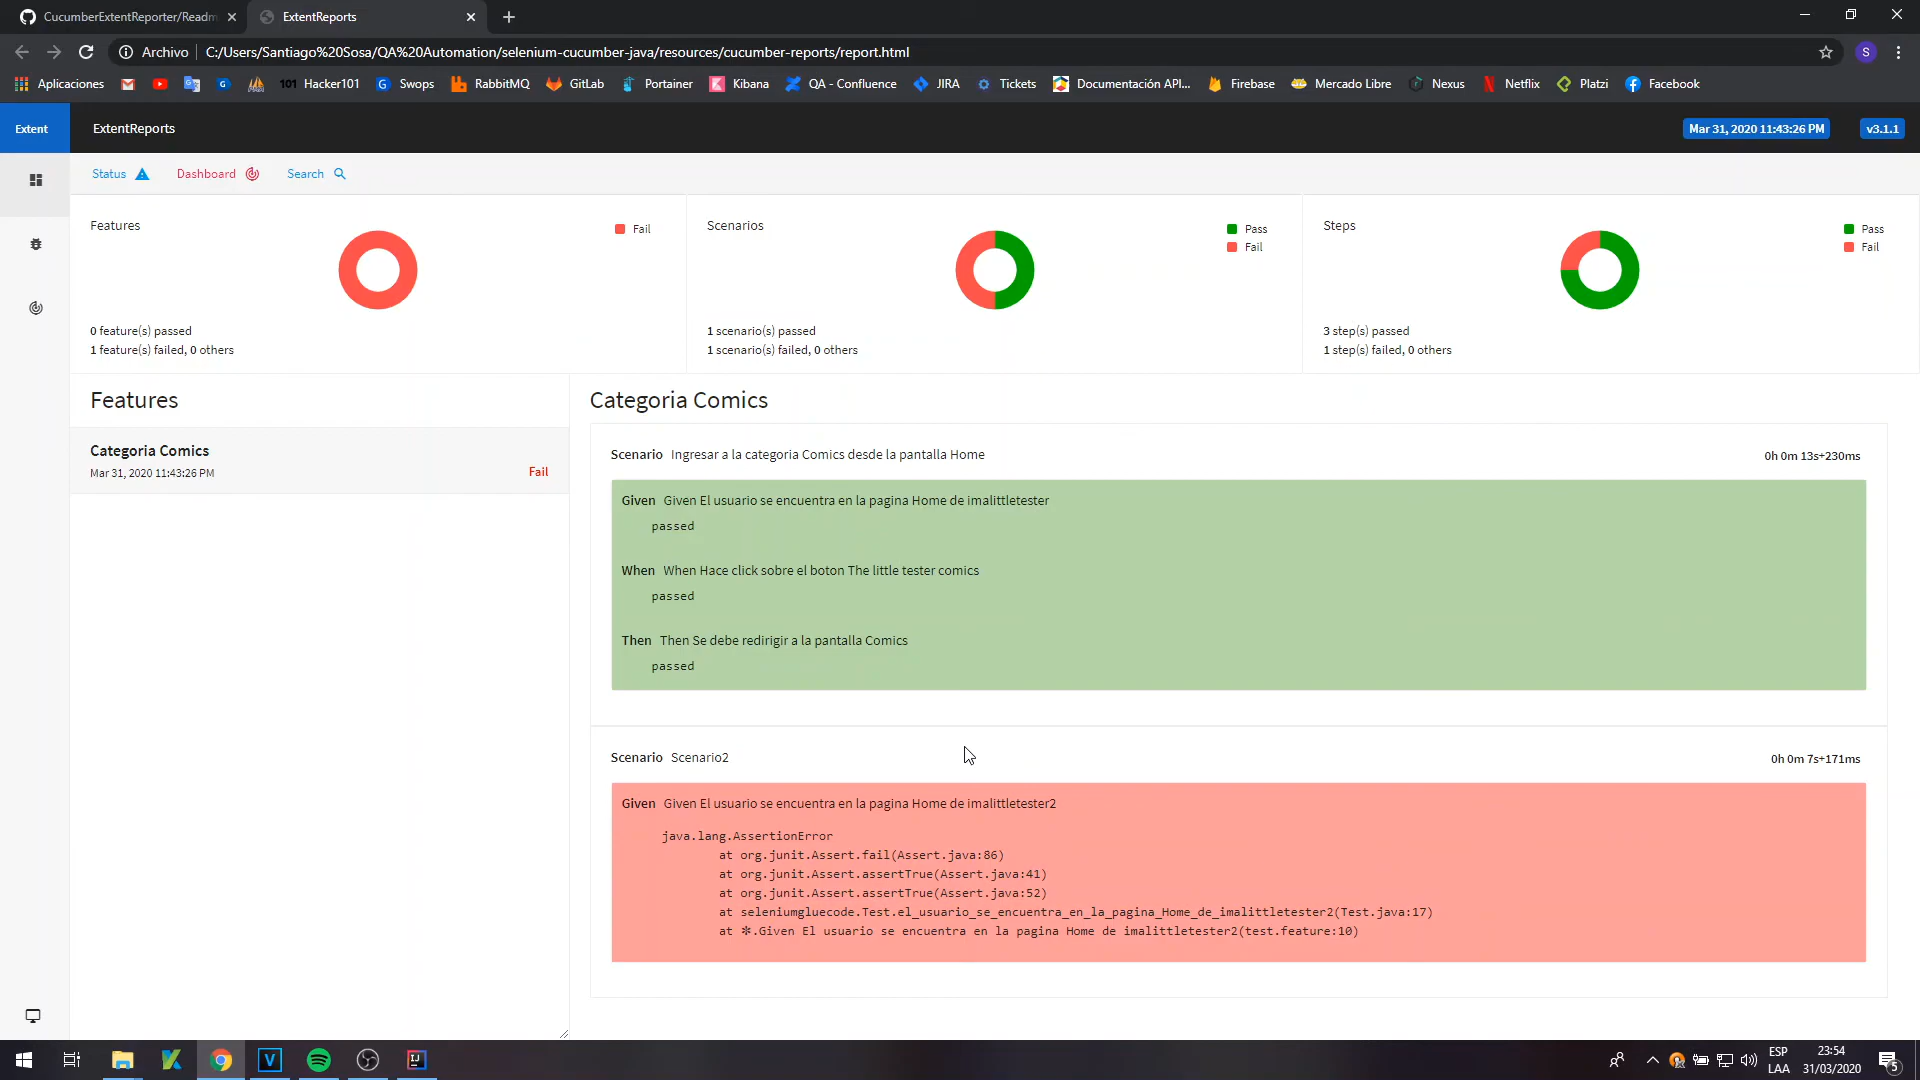 CucumberExtentReporter/Readm
ExtentReports
Archivo
C:/Users/Santiago%20Sosa/QA%20Automation/selenium-cucumber-java/resources/cucumber-reports/report.html
S
Aplicaciones
101 Hacker101
Swops
RabbitMQ
GitLab
Portainer
Kibana
QA - Confluence
JIRA
Tickets
Documentación API...
Firebase
Mercado Libre
Nexus
Netflix
Platzi
Facebook
Extent
ExtentReports
Mar 31, 2020 11:43:26 PM
v3.1.1
Status
Dashboard
Search
Features
Fail
0 feature(s) passed
1 feature(s) failed, 0 others
Scenarios
Pass
Fail
1 scenario(s) passed
1 scenario(s) failed, 0 others
Steps
Pass
Fail
3 step(s) passed
1 step(s) failed, 0 others
Features
Categoria Comics
Mar 31, 2020 11:43:26 PM
Fail
Categoria Comics
Scenario Ingresar a la categoria Comics desde la pantalla Home
0h 0m 13s+230ms
Given Given El usuario se encuentra en la pagina Home de imalittletester
passed
When When Hace click sobre el boton The little tester comics
passed
Then Then Se debe redirigir a la pantalla Comics
passed
Scenario Scenario2
0h 0m 7s+171ms
Given Given El usuario se encuentra en la pagina Home de imalittletester2
java.lang.AssertionError
at org.junit.Assert.fail(Assert.java:86)
at org.junit.Assert.assertTrue(Assert.java:41)
at org.junit.Assert.assertTrue(Assert.java:52)
at seleniumgluecode.Test.el_usuario_se_encuentra_en_la_pagina_Home_de_imalittletester2(Test.java:17)
at ✽.Given El usuario se encuentra en la pagina Home de imalittletester2(test.feature:10)
ESP
LAA
23:54
31/03/2020
5